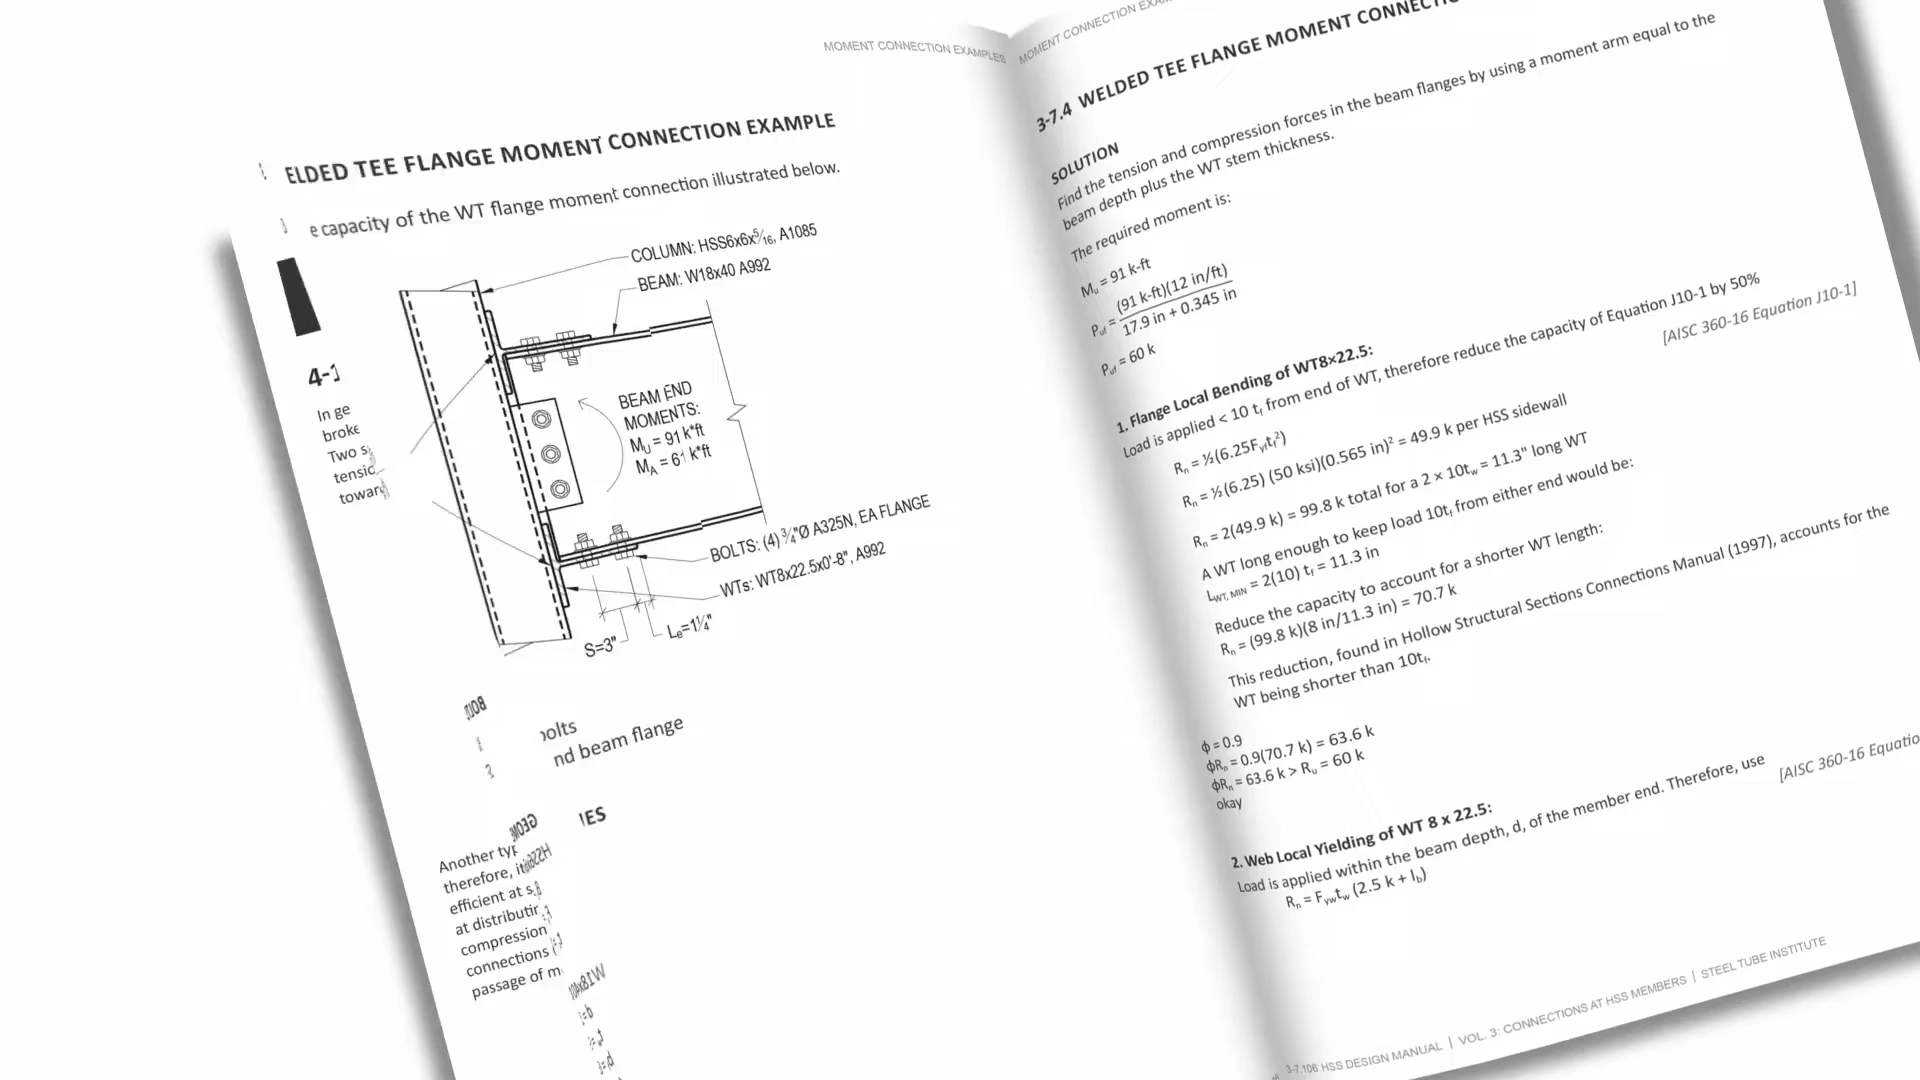 MOMENT CONNECTION EXAMPLES
ELDED TEE FLANGE MOMENT CONNECTION EXAMPLE
capacity of the WT flange moment connection illustrated below.
COLUMN: HSS6x6x5/16, A1085
BEAM: W18x40 A992
BEAM END
MOMENTS:
MU = 91 k*ft
MA = 61 k*ft
BOLTS: (4) 3/4"Ø A325N, EA FLANGE
WTs: WT8x22.5x0'-8", A992
S=3"
Le=1¼"
4-1
In ge
broke
Two s
tensic
towar
olts
nd beam flange
IES
Another typ
therefore, it
efficient at s
at distributir
compression
connections (
passage of m
MOMENT CONNECTION EXA
3-7.4 WELDED TEE FLANGE MOMENT CONNECTIO
SOLUTION
Find the tension and compression forces in the beam flanges by using a moment arm equal to the
beam depth plus the WT stem thickness.
The required moment is:
Mu = 91 k-ft
Puf = (91 k-ft)(12 in/ft) / 17.9 in + 0.345 in
Puf = 60 k
1. Flange Local Bending of WT8×22.5:
Load is applied < 10 tf from end of WT, therefore reduce the capacity of Equation J10-1 by 50%
[AISC 360-16 Equation J10-1]
Rn = ½(6.25Fyftf²)
Rn = ½(6.25) (50 ksi)(0.565 in)² = 49.9 k per HSS sidewall
Rn = 2(49.9 k) = 99.8 k total for a 2 × 10tw = 11.3" long WT
A WT long enough to keep load 10tf from either end would be:
LWT, MIN = 2(10) tf = 11.3 in
Reduce the capacity to account for a shorter WT length:
Rn = (99.8 k)(8 in/11.3 in) = 70.7 k
This reduction, found in Hollow Structural Sections Connections Manual (1997), accounts for the
WT being shorter than 10tf.
ϕ = 0.9
ϕRn = 0.9(70.7 k) = 63.6 k
ϕRn = 63.6 k > Ru = 60 k
okay
2. Web Local Yielding of WT 8 x 22.5:
Load is applied within the beam depth, d, of the member end. Therefore, use
[AISC 360-16 Equatio
Rn = Fywtw (2.5 k + lb)
3-7.106 HSS DESIGN MANUAL | VOL. 3: CONNECTIONS AT HSS MEMBERS | STEEL TUBE INSTITUTE